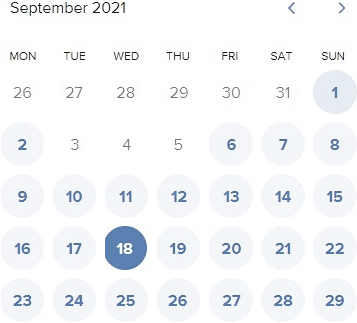 September 2021
MON TUE WED THU FRI SAT SUN
26 27 28 29 30 31 1
2 3 4 5 6 7 8
9 10 11 12 13 14 15
16 17 18 19 20 21 22
23 24 25 26 27 28 29